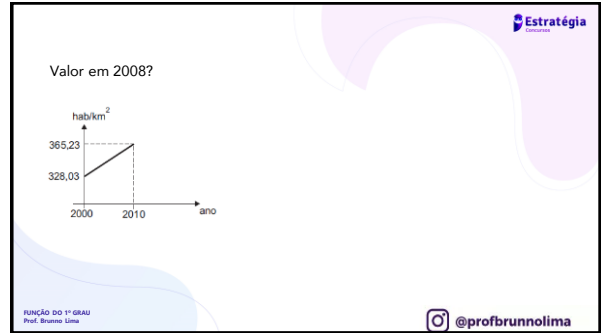 Estratégia
Concursos
Valor em 2008?
hab/km²
365,23
328,03
2000 2010 ano
FUNÇÃO DO 1º GRAU
Prof. Brunno Lima
@profbrunnolima